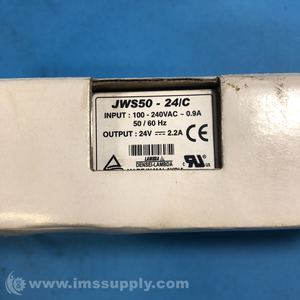 JWS50 - 24/C
INPUT : 100 - 240VAC ~ 0.9A
50 / 60 Hz
OUTPUT : 24V ⎓ 2.2A
CE
LAMBDA
DENSEI-LAMBDA
© www.imssupply.com